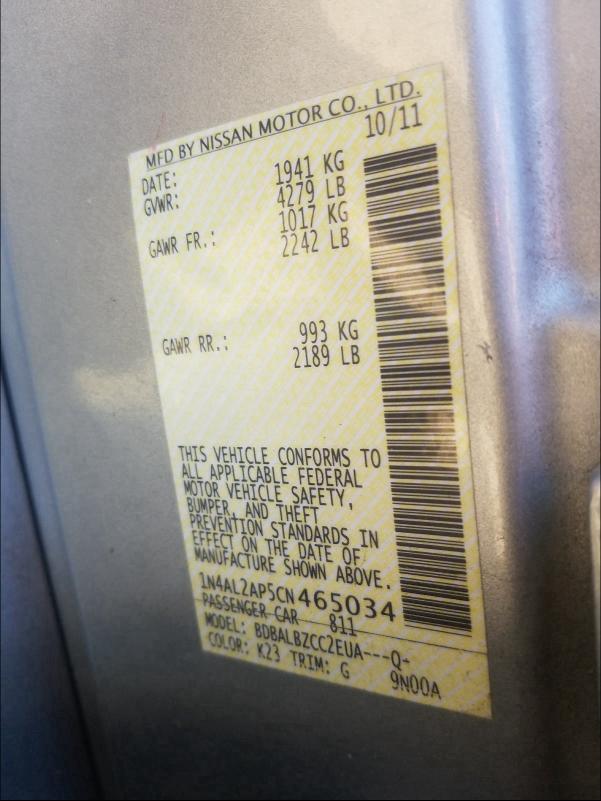 MFD BY NISSAN MOTOR CO., LTD.
DATE: 10/11
GVWR: 1941 KG
4279 LB
GAWR FR.: 1017 KG
2242 LB
GAWR RR.: 993 KG
2189 LB
THIS VEHICLE CONFORMS TO
ALL APPLICABLE FEDERAL
MOTOR VEHICLE SAFETY,
BUMPER, AND THEFT
PREVENTION STANDARDS IN
EFFECT ON THE DATE OF
MANUFACTURE SHOWN ABOVE.
1N4AL2AP5CN465034
PASSENGER CAR 811
MODEL: BDBALBZCC2EUA---Q-
COLOR: K23 TRIM: G 9N00A